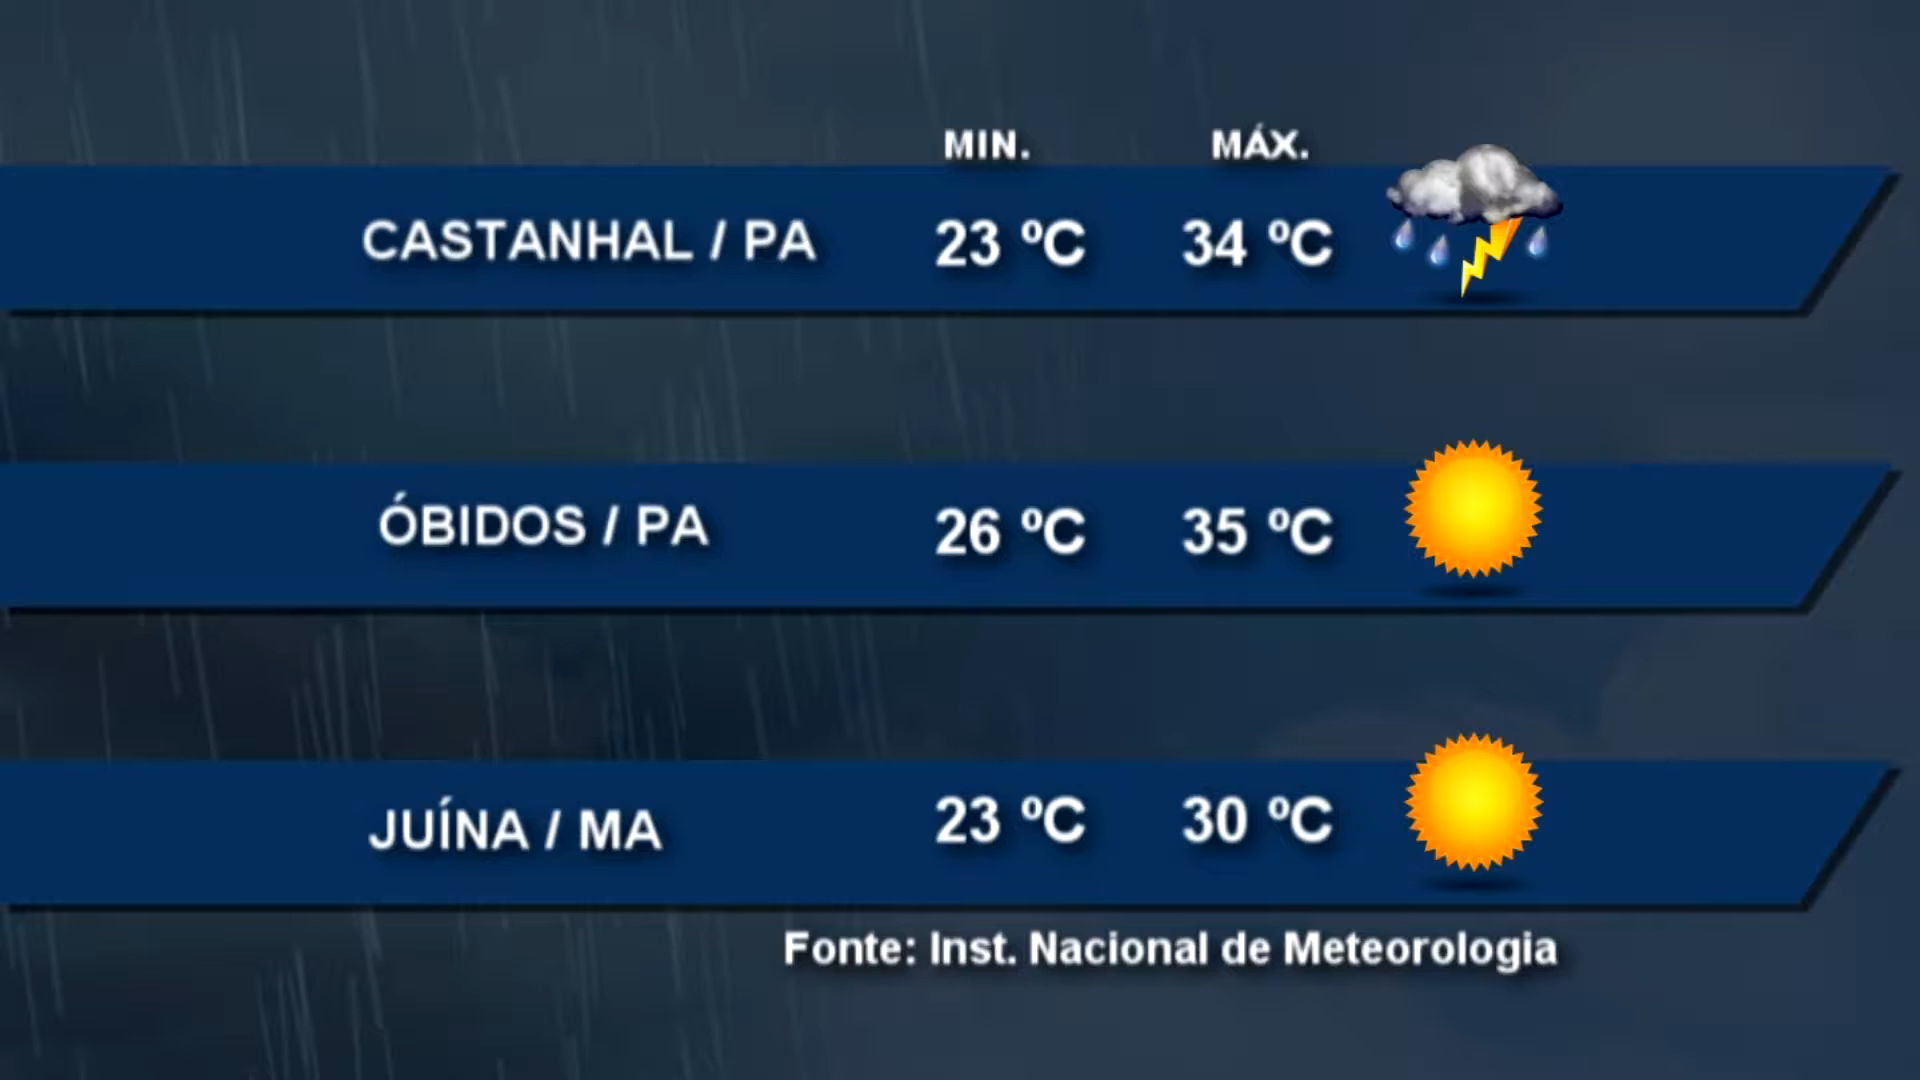 MIN. MÁX.
CASTANHAL / PA 23 ºC 34 ºC
ÓBIDOS / PA 26 ºC 35 ºC
JUÍNA / MA 23 ºC 30 ºC
Fonte: Inst. Nacional de Meteorologia